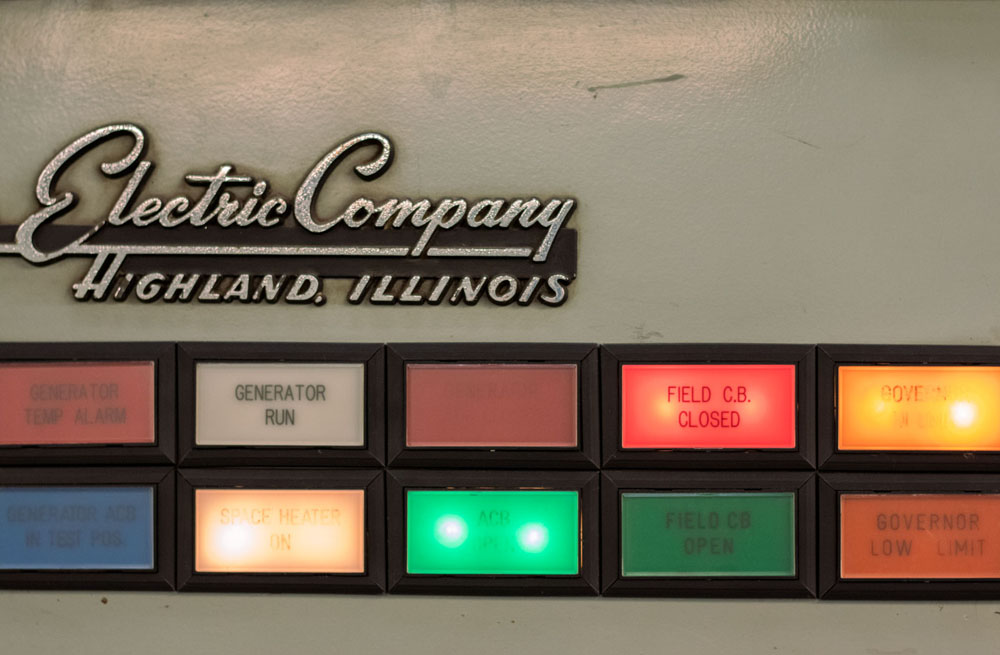 Electric Company
HIGHLAND, ILLINOIS
GENERATOR
TEMP ALARM
GENERATOR
RUN
FIELD C.B.
CLOSED
GENERATOR ACB
IN TEST POS.
SPACE HEATER
ON
ACB
OPEN
FIELD CB
OPEN
GOVERNOR
LOW LIMIT